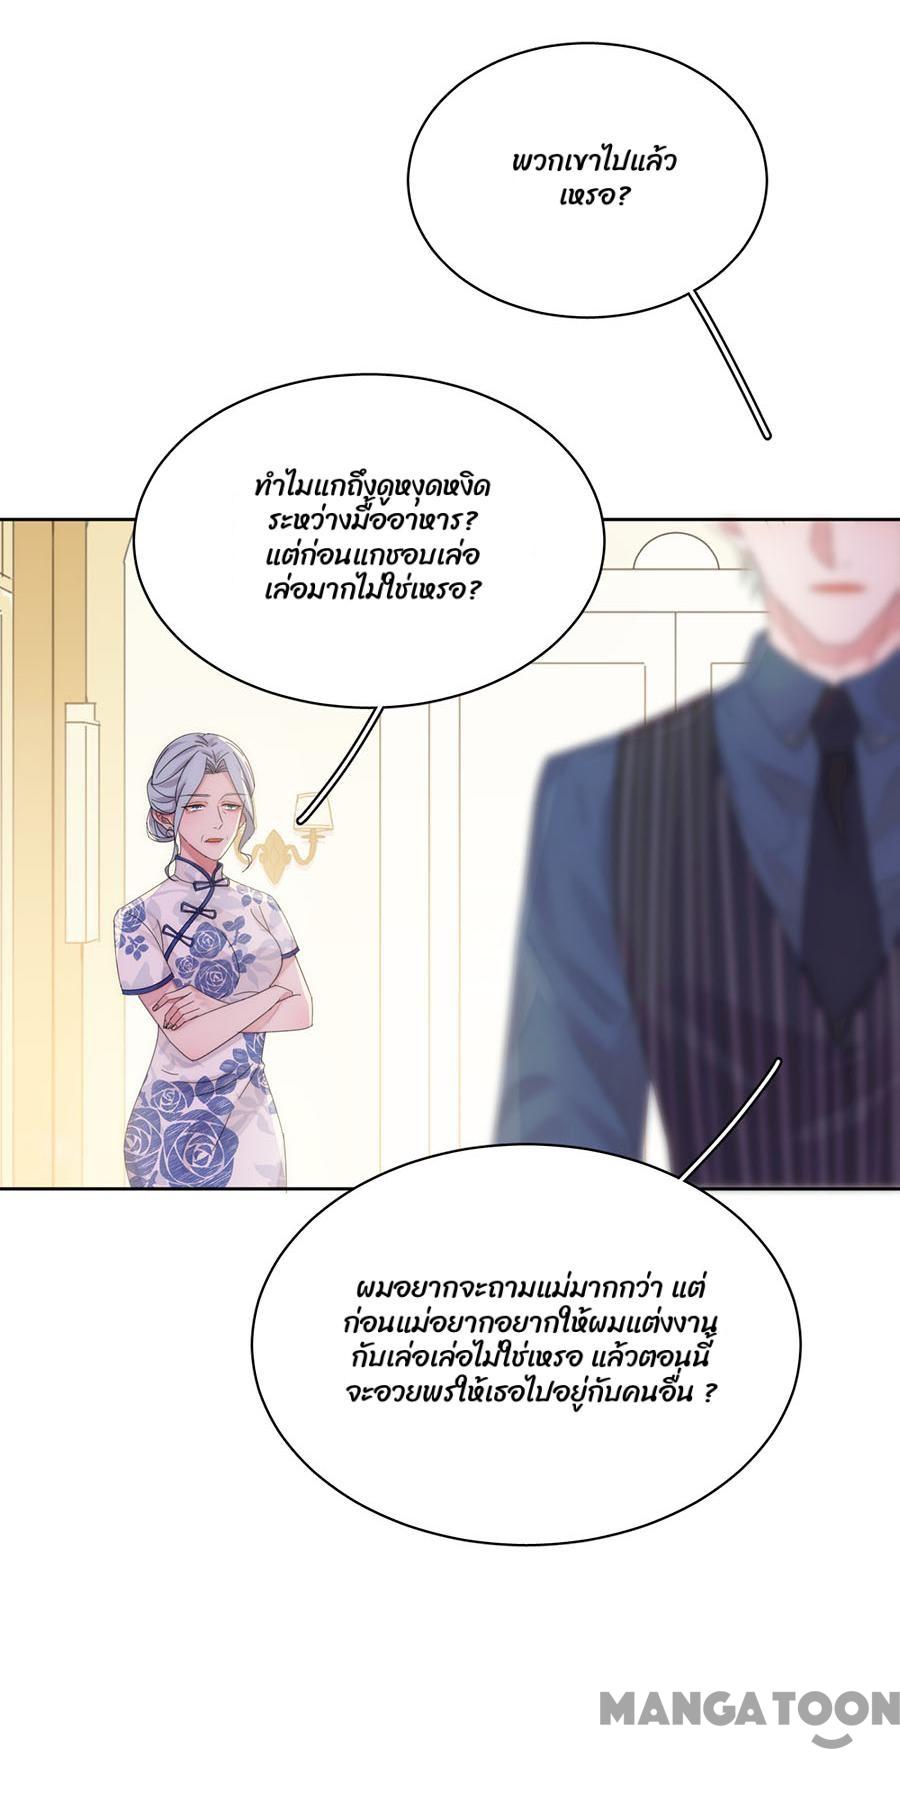 พวกเขาไปแล้ว
เหรอ?
ทำไมแกถึงดูหงุดหงิด
ระหว่างมื้ออาหาร?
แต่ก่อนแกชอบเล่อ
เล่อมากไม่ใช่เหรอ?
ผมอยากจะถามแม่มากกว่า แต่
ก่อนแม่อยากอยากให้ผมแต่งงาน
กับเล่อเล่อไม่ใช่เหรอ แล้วตอนนี้
จะอวยพรให้เธอไปอยู่กับคนอื่น ?
MANGATOON